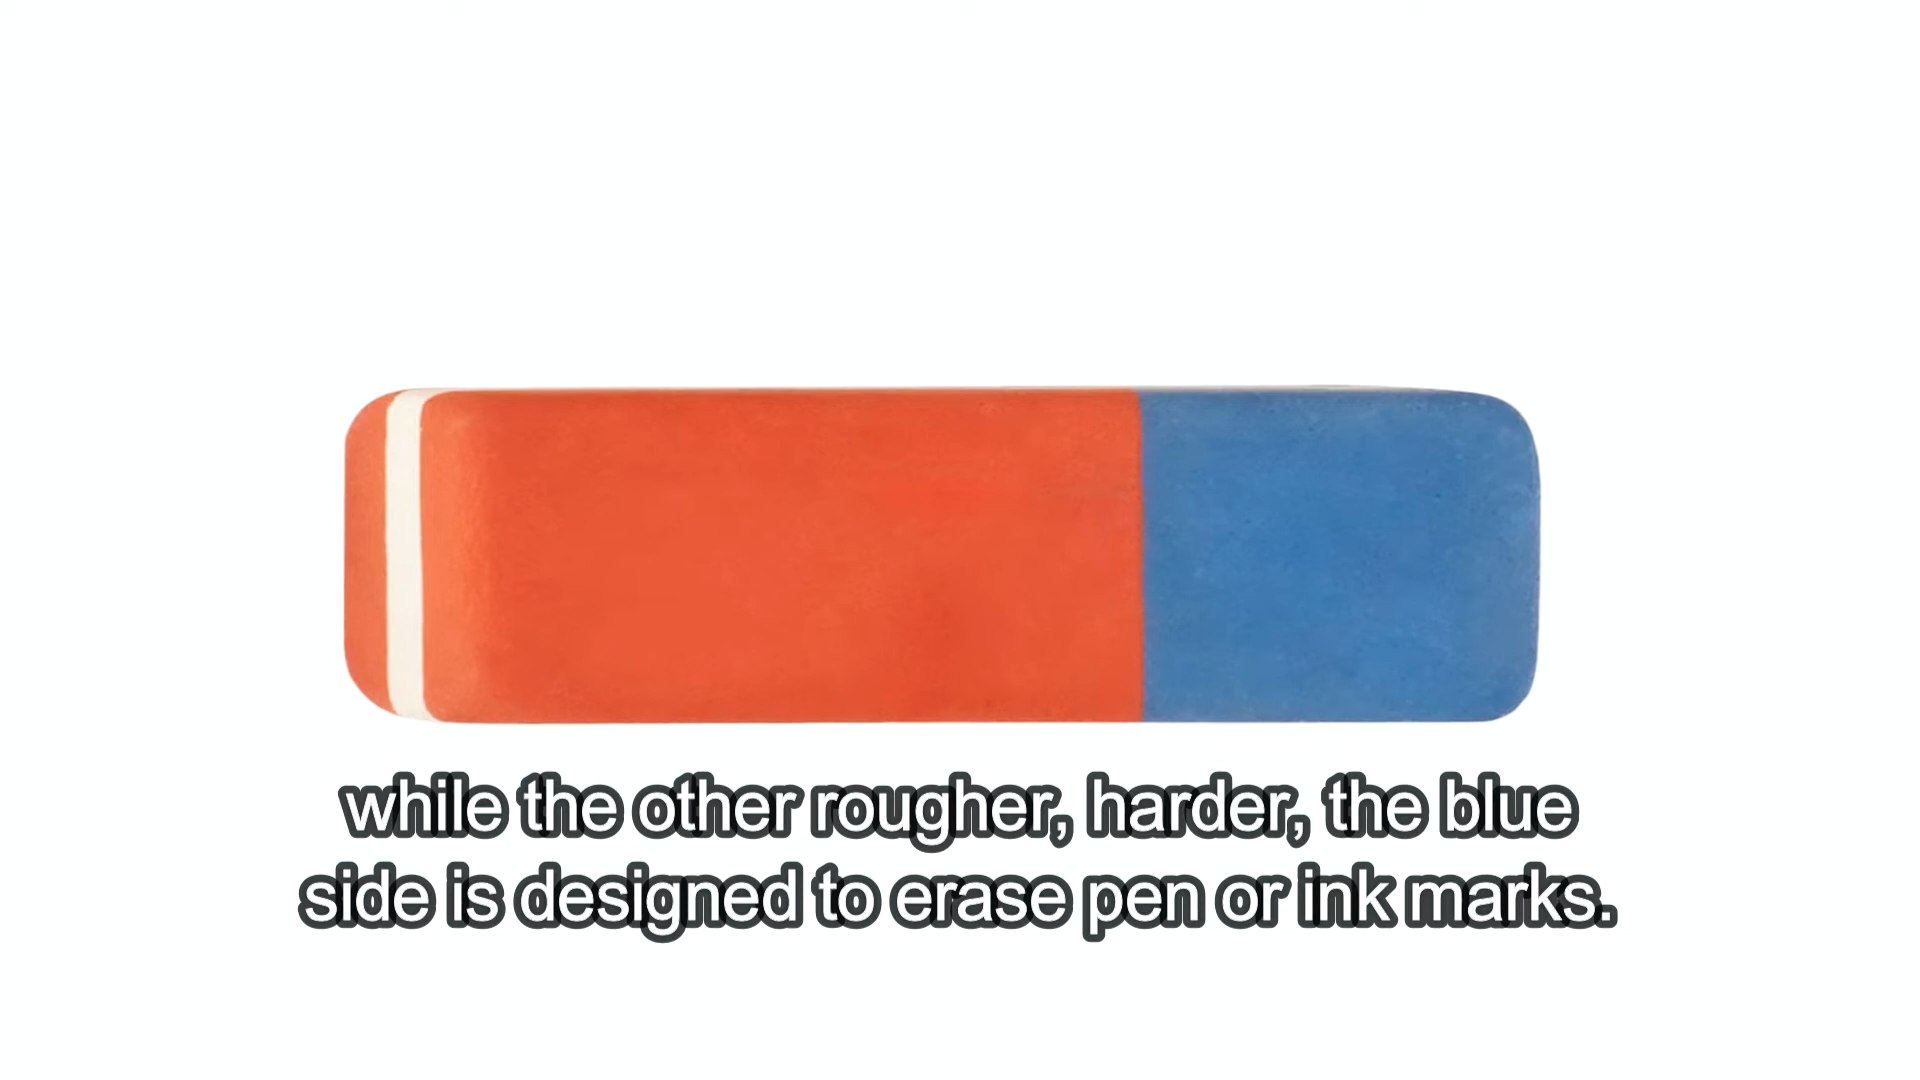 while the other rougher, harder, the blue
side is designed to erase pen or ink marks.